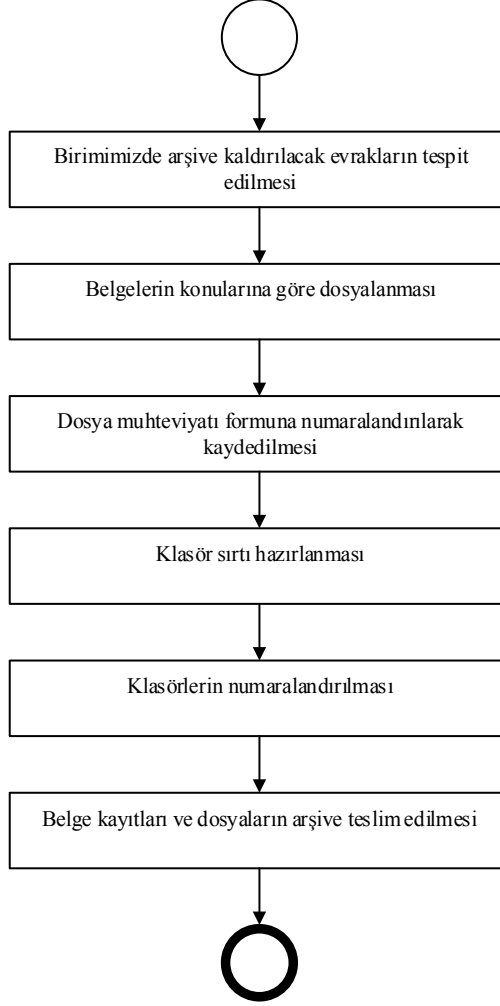 Birimimizde arşive kaldırılacak evrakların tespit
edilmesi
Belgelerin konularına göre dosyalanması
Dosya muhteviyatı formuna numaralandırılarak
kaydedilmesi
Klasör sırtı hazırlanması
Klasörlerin numaralandırılması
Belge kayıtları ve dosyaların arşive teslim edilmesi